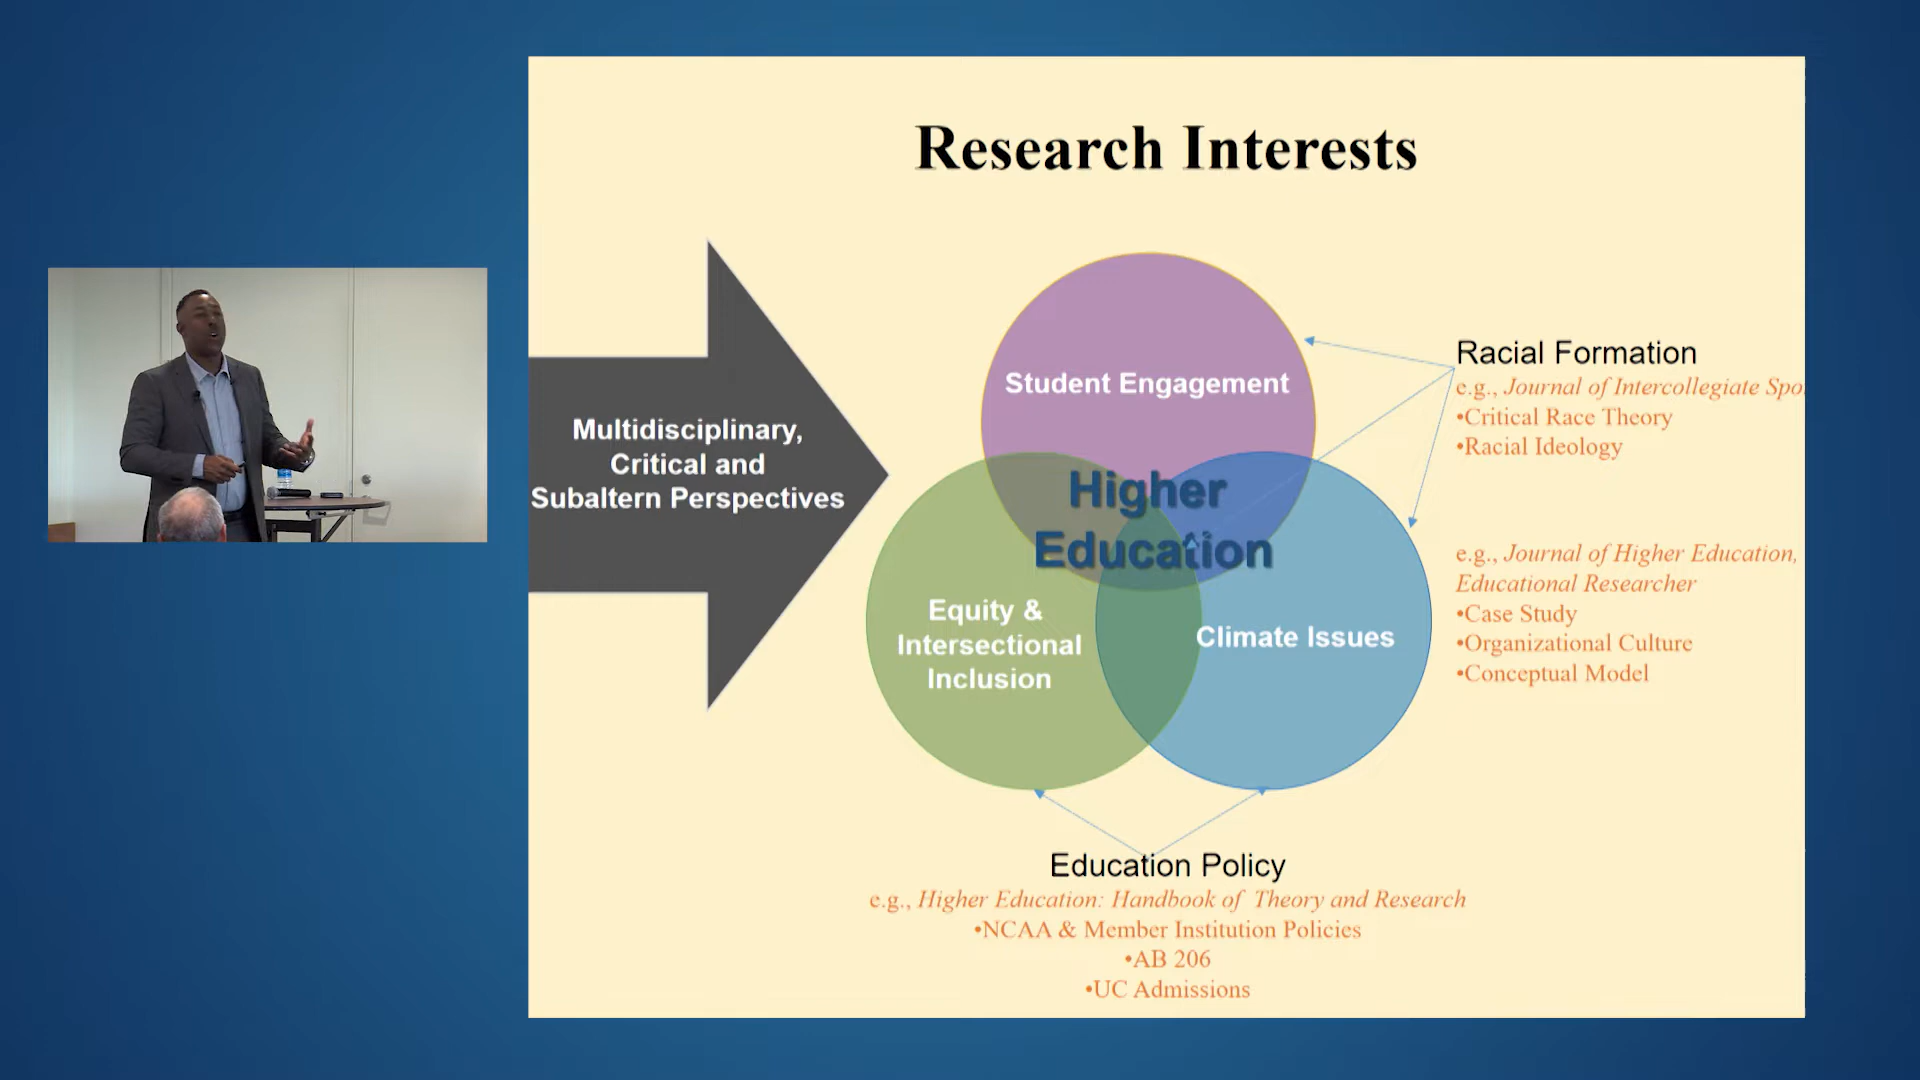 Research Interests
Multidisciplinary,
Critical and
Subaltern Perspectives
Student Engagement
Higher
Education
Equity &
Intersectional
Inclusion
Climate Issues
Racial Formation
e.g., Journal of Intercollegiate Spo
•Critical Race Theory
•Racial Ideology
e.g., Journal of Higher Education,
Educational Researcher
•Case Study
•Organizational Culture
•Conceptual Model
Education Policy
e.g., Higher Education: Handbook of Theory and Research
•NCAA & Member Institution Policies
•AB 206
•UC Admissions